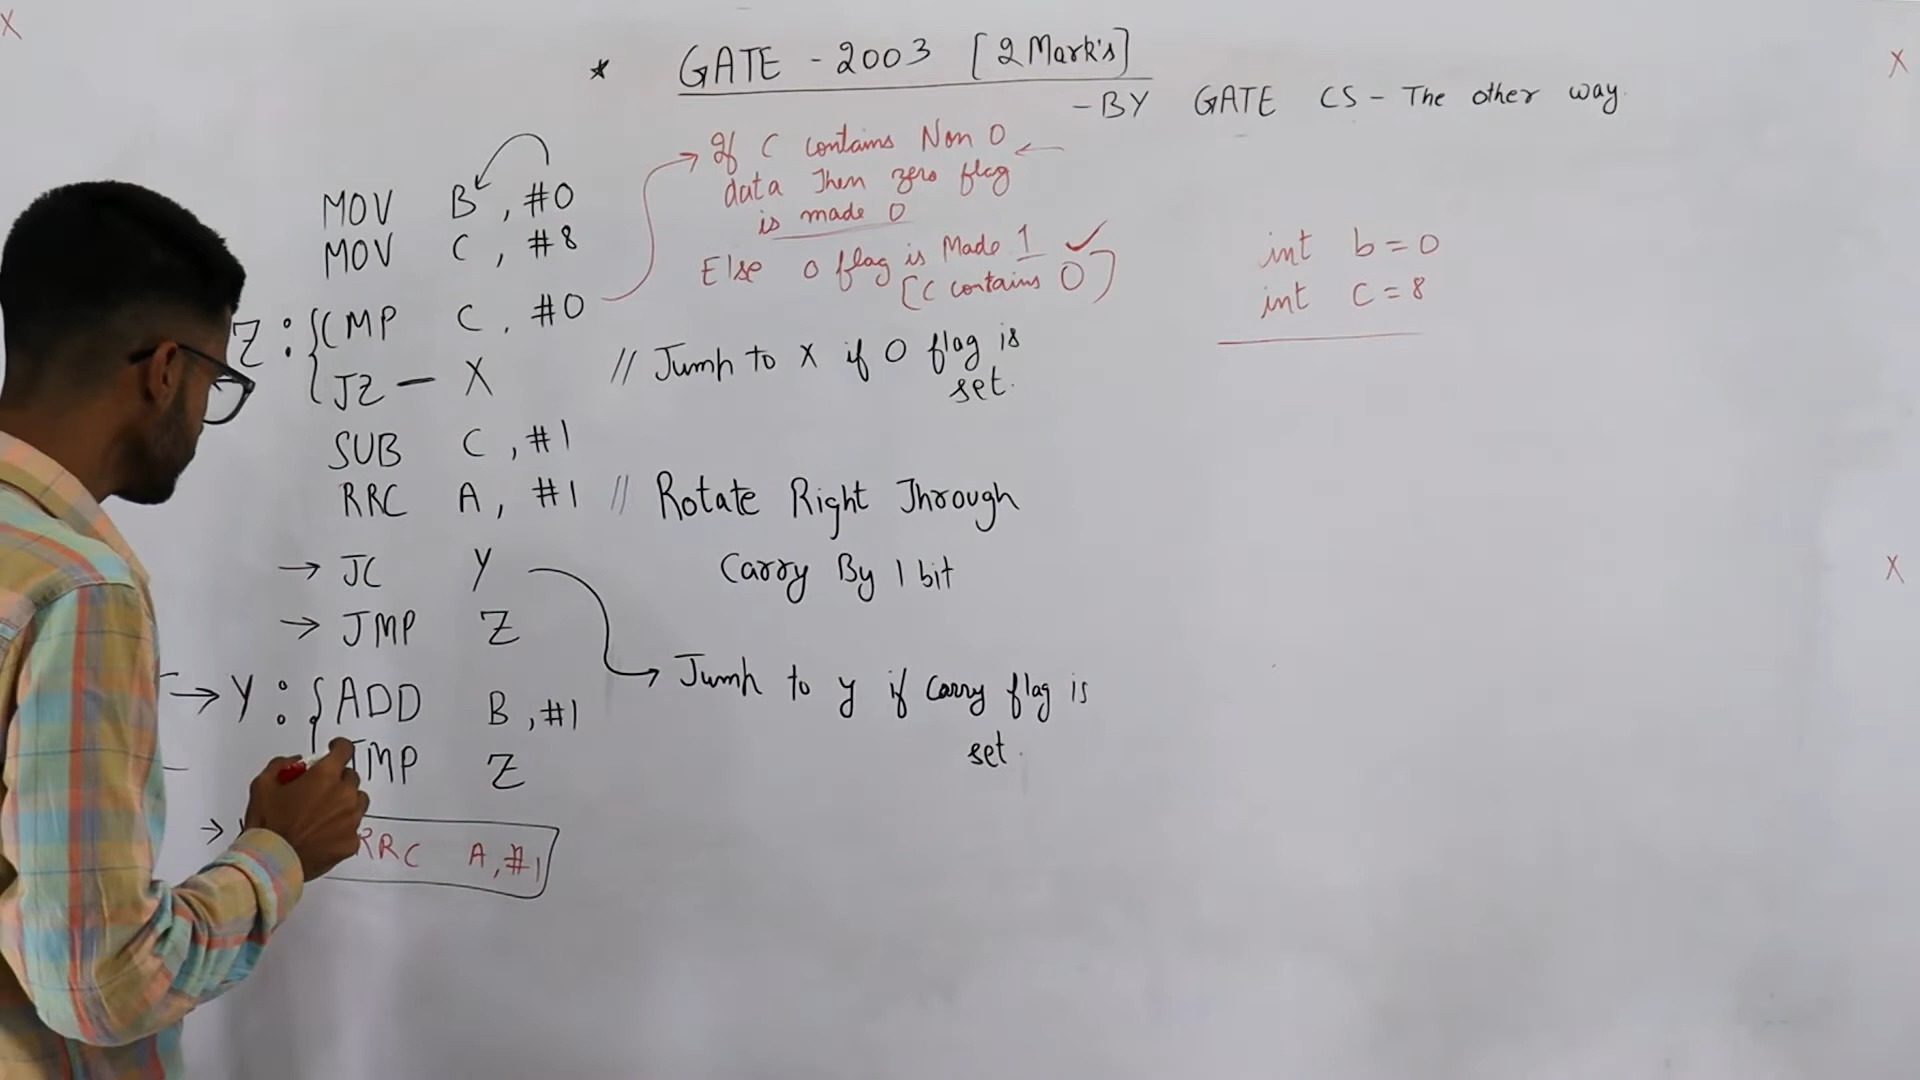 * GATE - 2003 [2 Mark's]
- BY GATE CS - The other way.
MOV B, #0
MOV C, #8
Z: CMP C, #0
JZ - X // Jump to X if 0 flag is set.
SUB C, #1
RRC A, #1 // Rotate Right Through Carry By 1 bit
→ JC Y → Jump to y if Carry flag is set.
→ JMP Z
→ Y: ADD B, #1
JMP Z
→ RRC A, #1
→ If C contains Non 0 ←
data Then zero flag
is made 0
Else 0 flag is Made 1 ✓
[C contains 0]
int b = 0
int c = 8
X
X
X